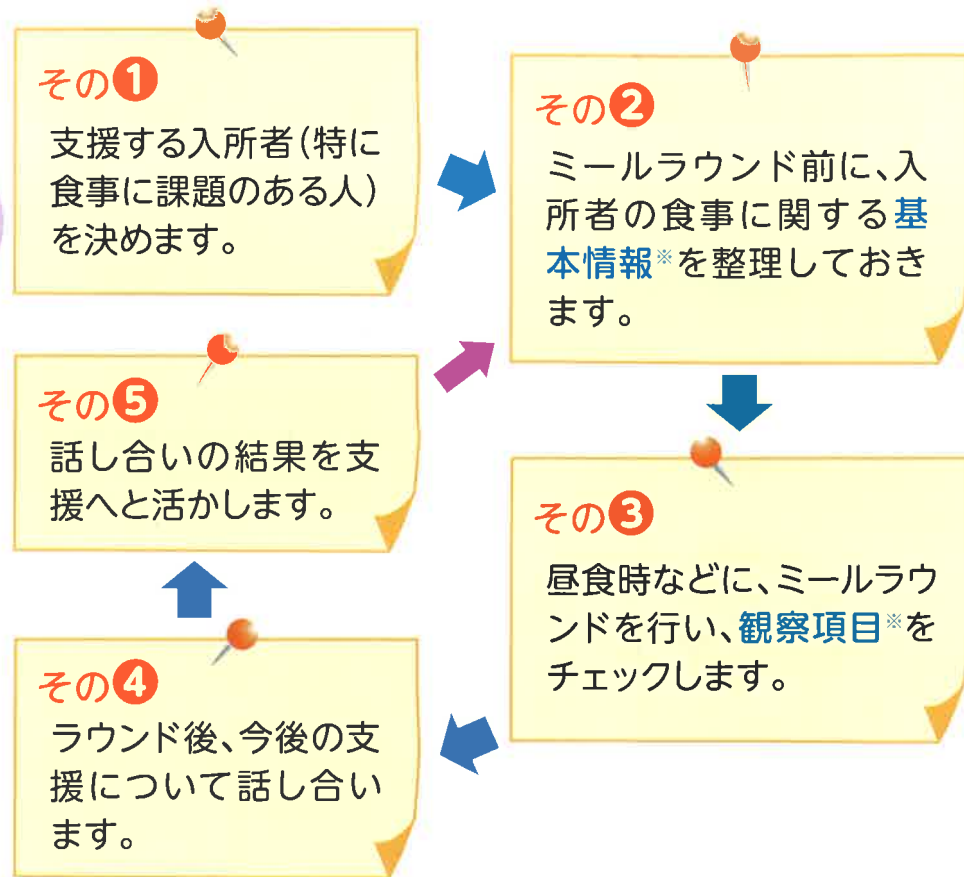 その❶
支援する入所者(特に
食事に課題のある人)
を決めます。
その❷
ミールラウンド前に、入
所者の食事に関する基
本情報※を整理しておき
ます。
その❸
昼食時などに、ミールラウ
ンドを行い、観察項目※を
チェックします。
その❹
ラウンド後、今後の支
援について話し合い
ます。
その❺
話し合いの結果を支
援へと活かします。